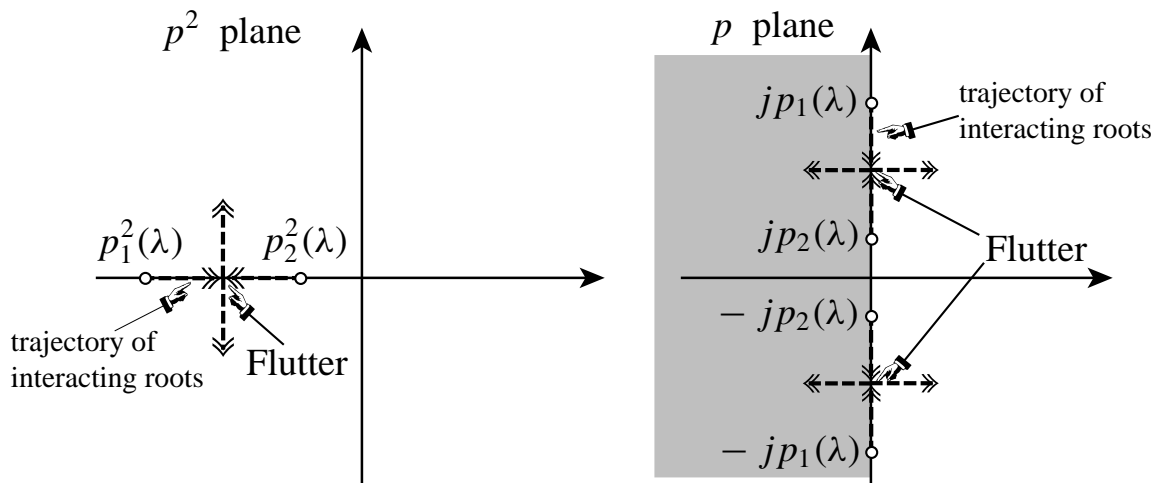 p² plane
p₁²(λ)
p₂²(λ)
trajectory of
interacting roots
Flutter
p plane
jp₁(λ)
trajectory of
interacting roots
jp₂(λ)
Flutter
− jp₂(λ)
− jp₁(λ)